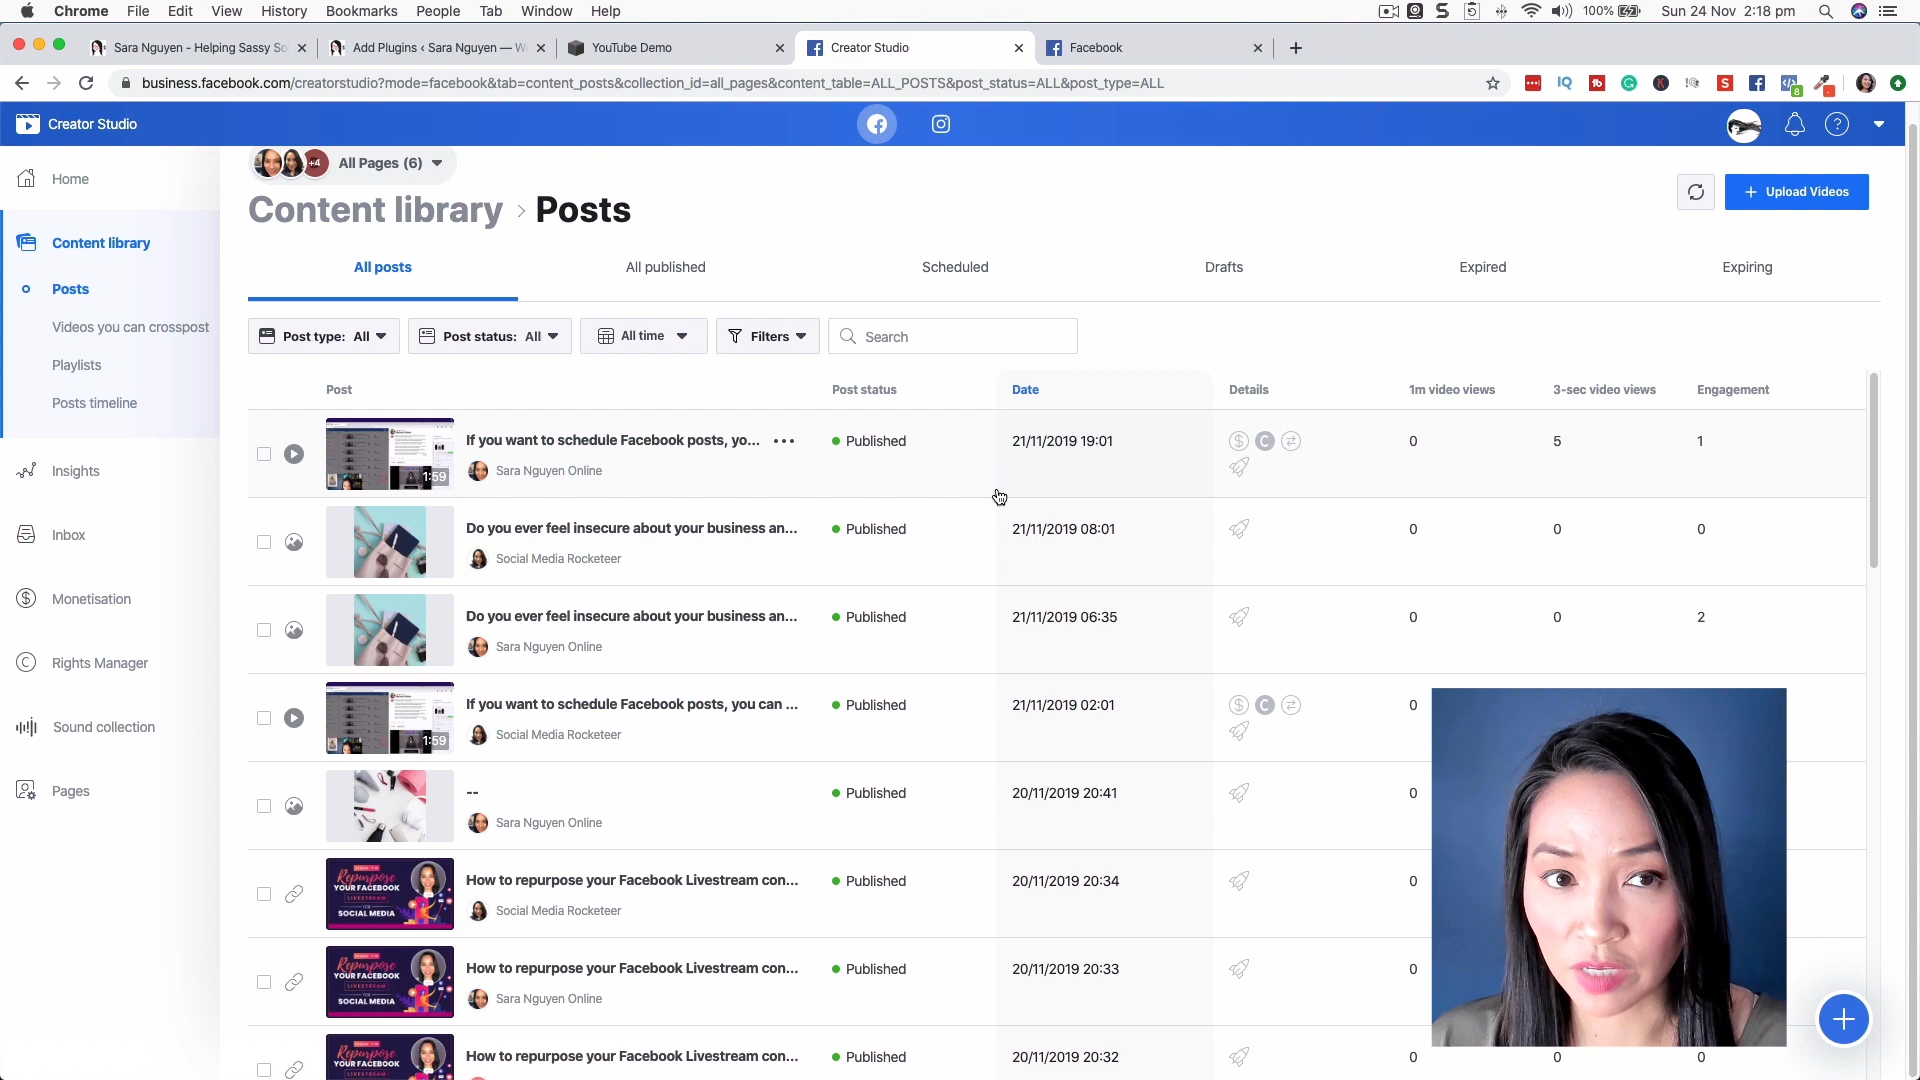 Chrome File Edit View History Bookmarks People Tab Window Help 100% Sun 24 Nov 2:18 pm
Sara Nguyen - Helping Sassy So Add Plugins ‹ Sara Nguyen — W YouTube Demo Creator Studio Facebook
business.facebook.com/creatorstudio?mode=facebook&tab=content_posts&collection_id=all_pages&content_table=ALL_POSTS&post_status=ALL&post_type=ALL
Creator Studio
+4 All Pages (6)
Home
Content library
Posts
Videos you can crosspost
Playlists
Posts timeline
Insights
Inbox
Monetisation
Rights Manager
Sound collection
Pages
Content library › Posts
+ Upload Videos
All posts All published Scheduled Drafts Expired Expiring
Post type: All Post status: All All time Filters Search
Post Post status Date Details 1m video views 3-sec video views Engagement
If you want to schedule Facebook posts, yo... ••• Published 21/11/2019 19:01 0 5 1
1:59 Sara Nguyen Online
Do you ever feel insecure about your business an... Published 21/11/2019 08:01 0 0 0
Social Media Rocketeer
Do you ever feel insecure about your business an... Published 21/11/2019 06:35 0 0 2
Sara Nguyen Online
If you want to schedule Facebook posts, you can ... Published 21/11/2019 02:01 0
1:59 Social Media Rocketeer
-- Published 20/11/2019 20:41 0
Sara Nguyen Online
How to repurpose your Facebook Livestream con... Published 20/11/2019 20:34 0
Repurpose
YOUR FACEBOOK
LIVESTREAM
FOR
SOCIAL MEDIA
Social Media Rocketeer
How to repurpose your Facebook Livestream con... Published 20/11/2019 20:33 0
Repurpose
YOUR FACEBOOK
LIVESTREAM
FOR
SOCIAL MEDIA
Sara Nguyen Online
How to repurpose your Facebook Livestream con... Published 20/11/2019 20:32 0 0 0
Repurpose
YOUR FACEBOOK